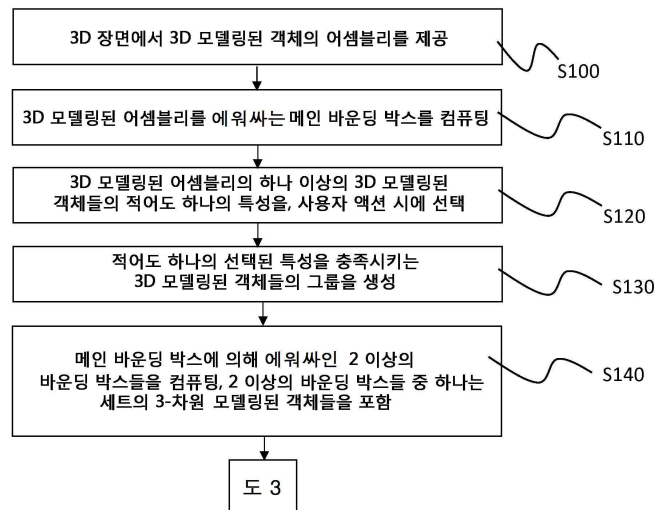 3D 장면에서 3D 모델링된 객체의 어셈블리를 제공
S100
3D 모델링된 어셈블리를 에워싸는 메인 바운딩 박스를 컴퓨팅
S110
3D 모델링된 어셈블리의 하나 이상의 3D 모델링된
객체들의 적어도 하나의 특성을, 사용자 액션 시에 선택
S120
적어도 하나의 선택된 특성을 충족시키는
3D 모델링된 객체들의 그룹을 생성
S130
메인 바운딩 박스에 의해 에워싸인 2 이상의
바운딩 박스들을 컴퓨팅, 2 이상의 바운딩 박스들 중 하나는
세트의 3-차원 모델링된 객체들을 포함
S140
도 3